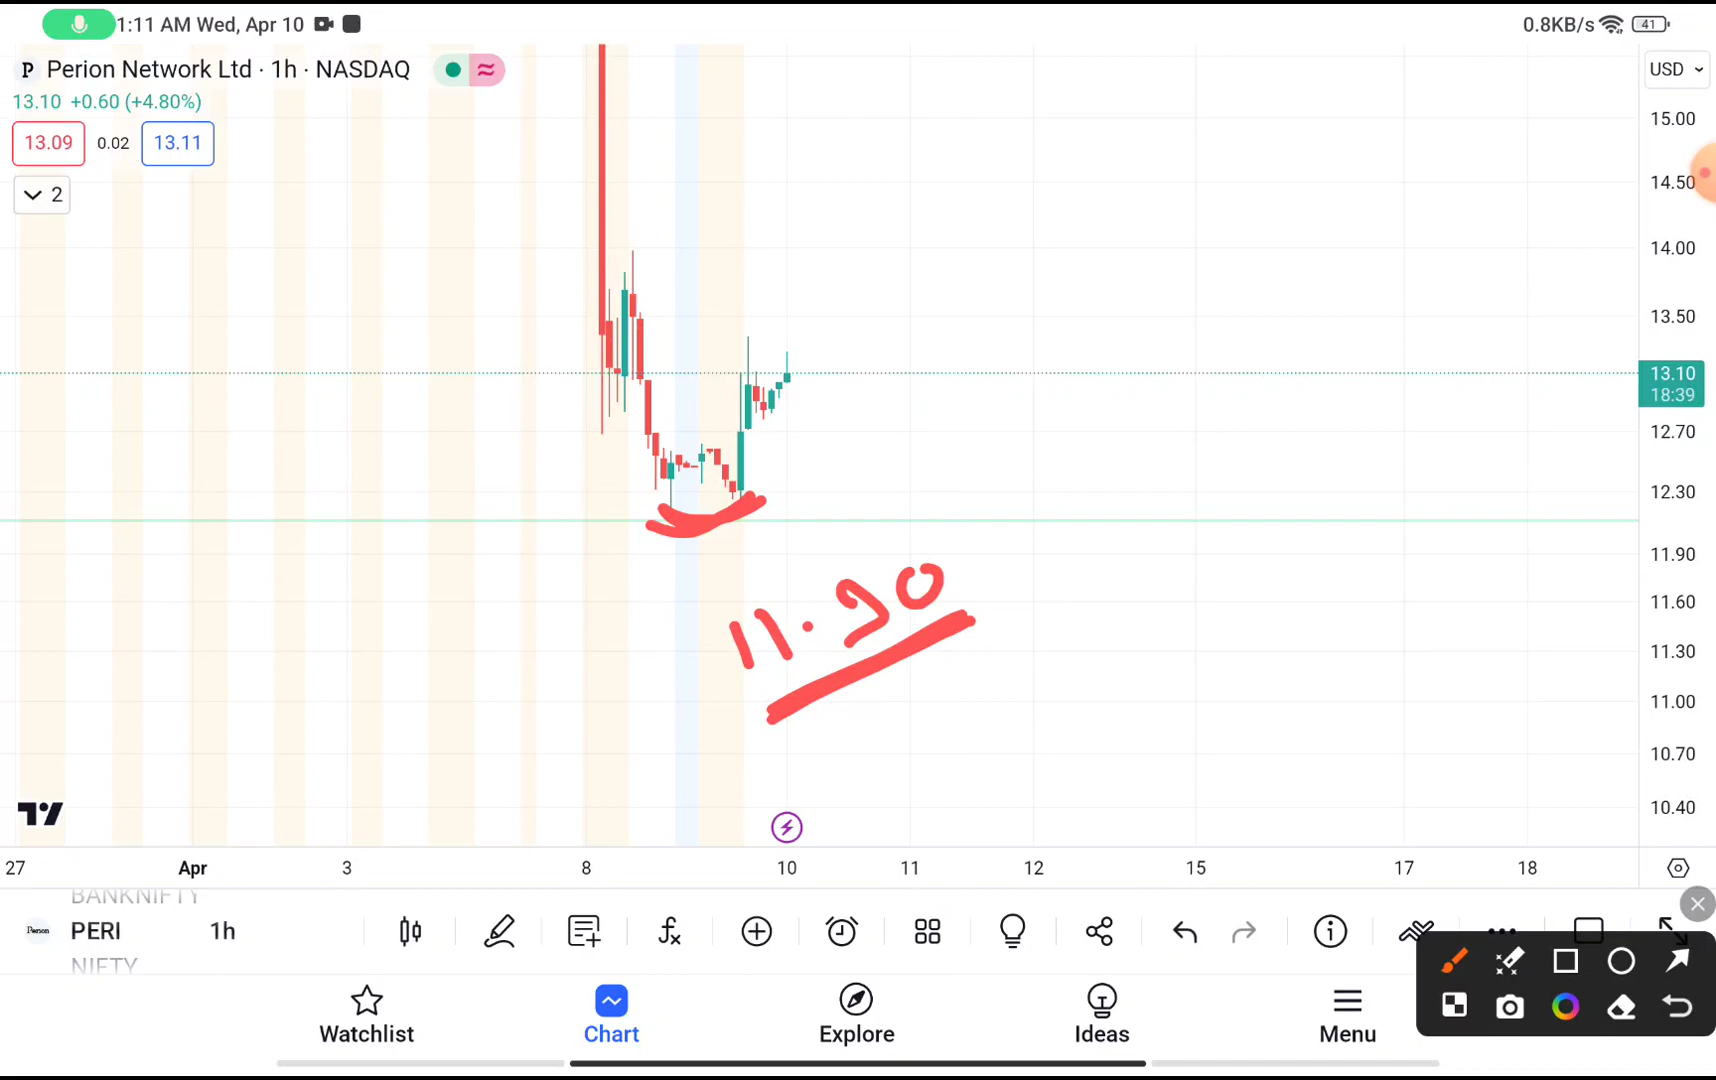 1:11 AM Wed, Apr 10
0.8KB/s
41
P Perion Network Ltd · 1h · NASDAQ
USD
13.10 +0.60 (+4.80%)
13.09 0.02 13.11
2
15.00
14.50
14.00
13.50
13.10
18:39
12.70
12.30
11.90
11.60
11.30
11.00
10.70
10.40
11.90
27 Apr 3 8 10 11 12 15 17 18
BANKNIFTY
Perion PERI 1h
NIFTY
Watchlist Chart Explore Ideas Menu